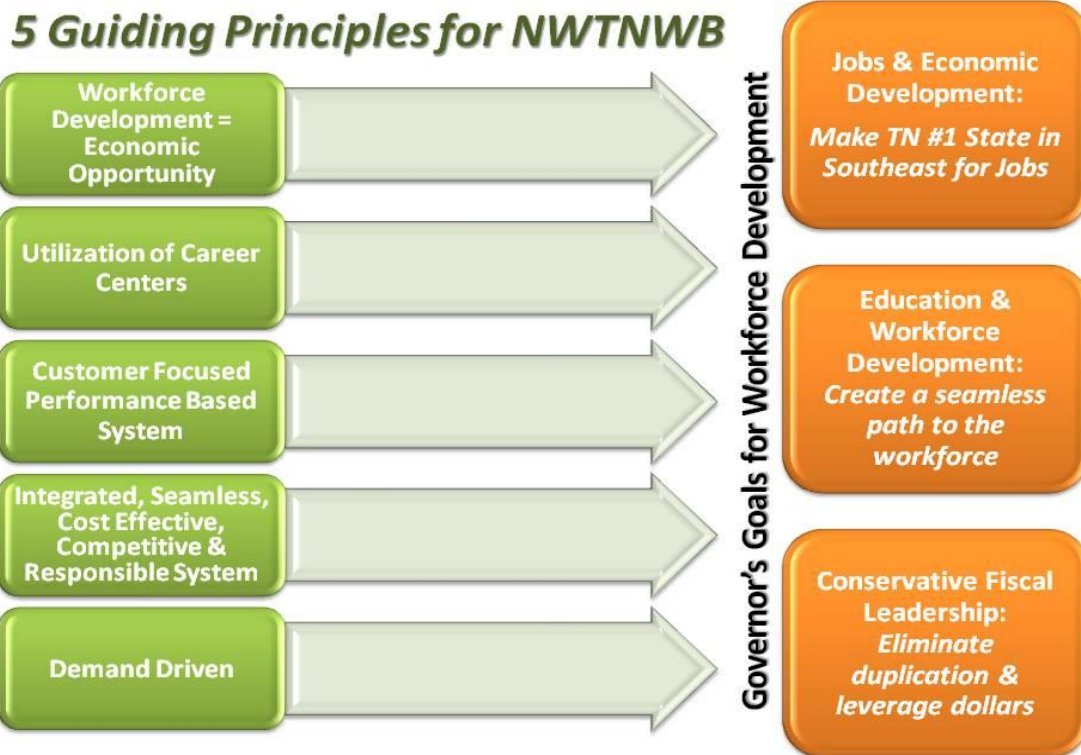 5 Guiding Principles for NWTNWB
Workforce
Development =
Economic
Opportunity
Utilization of Career
Centers
Customer Focused
Performance Based
System
Integrated, Seamless,
Cost Effective,
Competitive &
Responsible System
Demand Driven
Governor's Goals for Workforce Development
Jobs & Economic
Development:
Make TN #1 State in
Southeast for Jobs
Education &
Workforce
Development:
Create a seamless
path to the
workforce
Conservative Fiscal
Leadership:
Eliminate
duplication &
leverage dollars